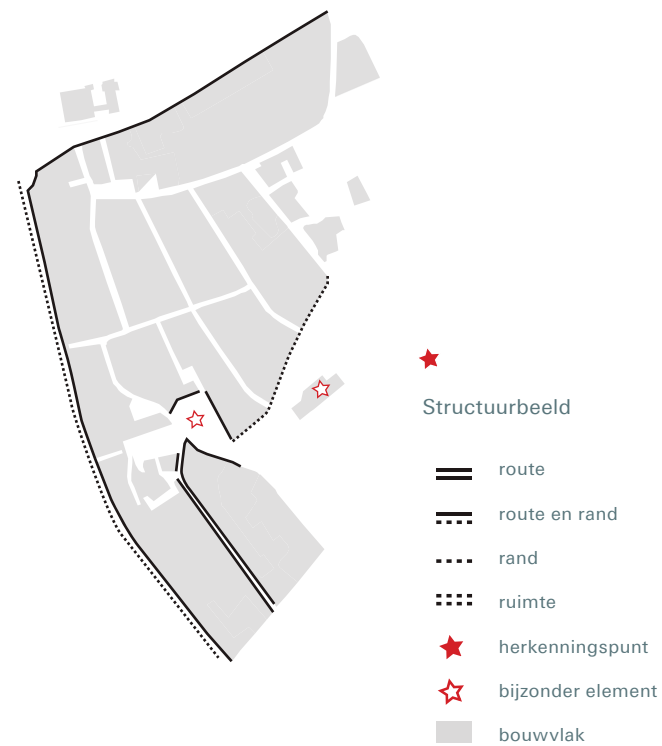 Structuurbeeld
route
route en rand
rand
ruimte
herkenningspunt
bijzonder element
bouwvlak